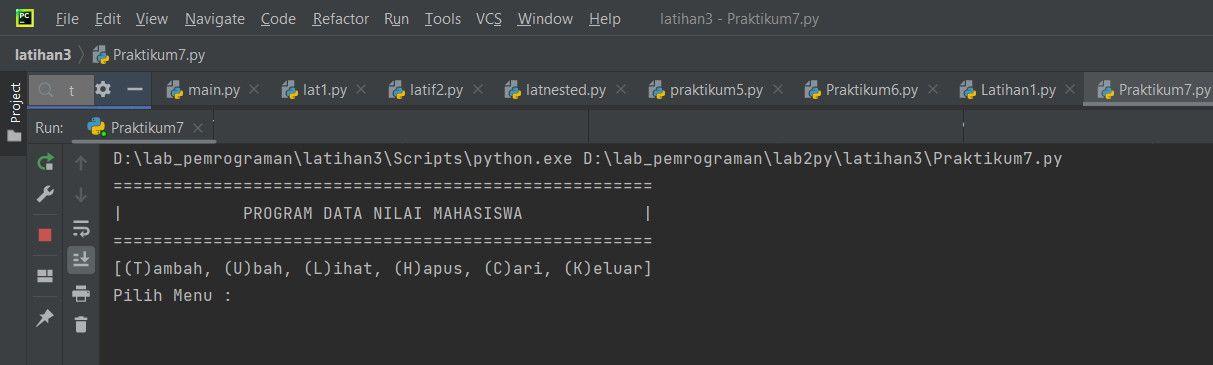 PC
File Edit View Navigate Code Refactor Run Tools VCS Window Help latihan3 - Praktikum7.py
latihan3 Praktikum7.py
Project
t main.py lat1.py latif2.py latnested.py praktikum5.py Praktikum6.py Latihan1.py Praktikum7.py
Run: Praktikum7
D:\lab_pemrograman\latihan3\Scripts\python.exe D:\lab_pemrograman\lab2py\latihan3\Praktikum7.py
======================================================
|            PROGRAM DATA NILAI MAHASISWA            |
======================================================
[(T)ambah, (U)bah, (L)ihat, (H)apus, (C)ari, (K)eluar]
Pilih Menu :